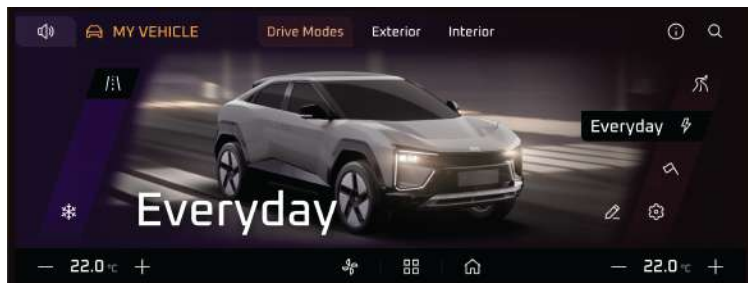 MY VEHICLE Drive Modes Exterior Interior
Everyday
Everyday
22.0 °C 22.0 °C